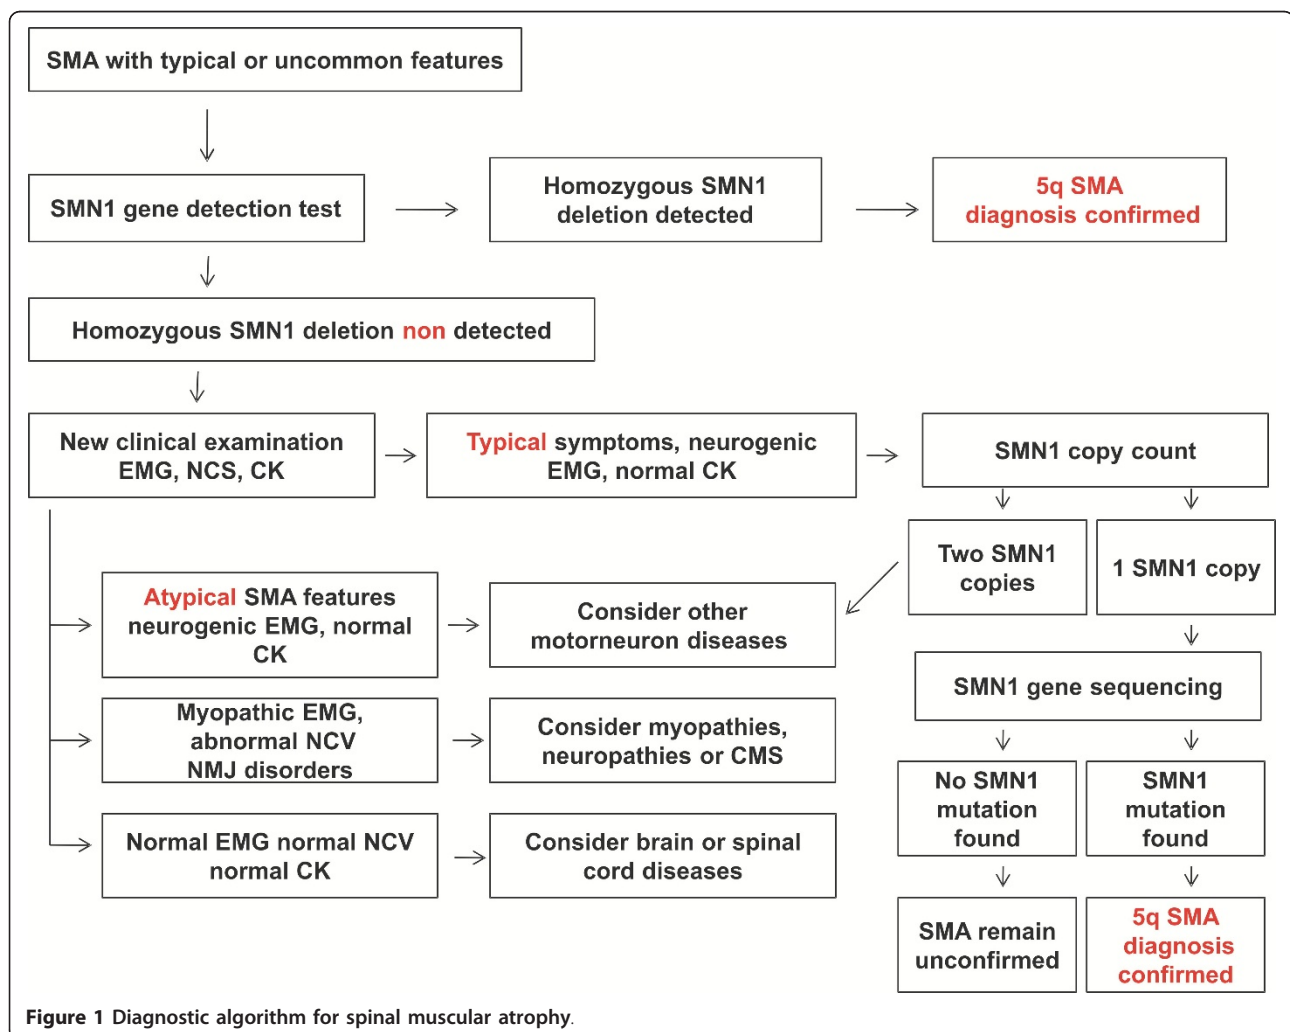 SMA with typical or uncommon features
SMN1 gene detection test
Homozygous SMN1
deletion detected
5q SMA
diagnosis confirmed
Homozygous SMN1 deletion non detected
New clinical examination
EMG, NCS, CK
Typical symptoms, neurogenic
EMG, normal CK
SMN1 copy count
Two SMN1
copies
1 SMN1 copy
Atypical SMA features
neurogenic EMG, normal
CK
Consider other
motorneuron diseases
SMN1 gene sequencing
Myopathic EMG,
abnormal NCV
NMJ disorders
Consider myopathies,
neuropathies or CMS
No SMN1
mutation
found
SMN1
mutation
found
Normal EMG normal NCV
normal CK
Consider brain or spinal
cord diseases
SMA remain
unconfirmed
5q SMA
diagnosis
confirmed
Figure 1 Diagnostic algorithm for spinal muscular atrophy.